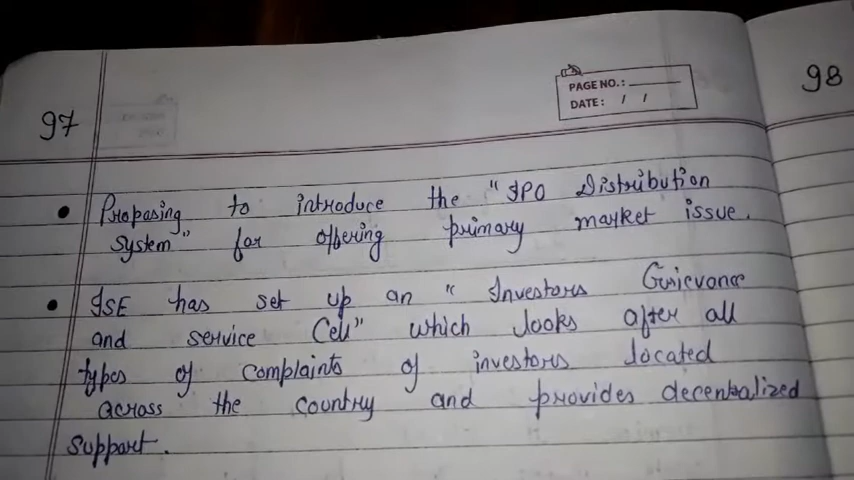 97
98
PAGE NO.:
DATE: / /
• Proposing to introduce the "IPO Distribution
system" for offering primary market issue.
• ISE has set up an "Investors Grievance
and service Cell" which looks after all
types of complaints of investors located
across the country and provides decentralized
support.